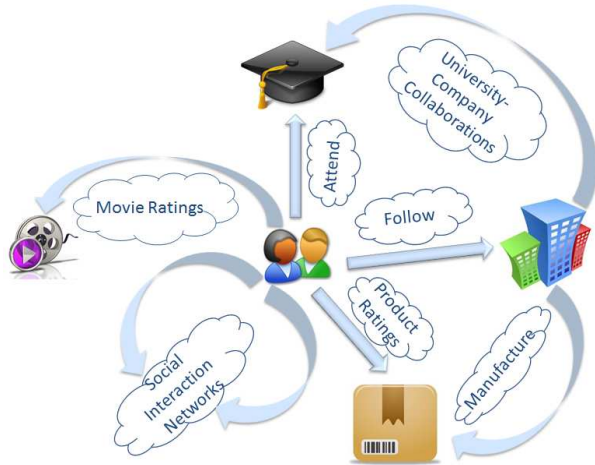 University-
Company
Collaborations
Attend
Movie Ratings
Follow
Product
Ratings
Social
Interaction
Networks
Manufacture